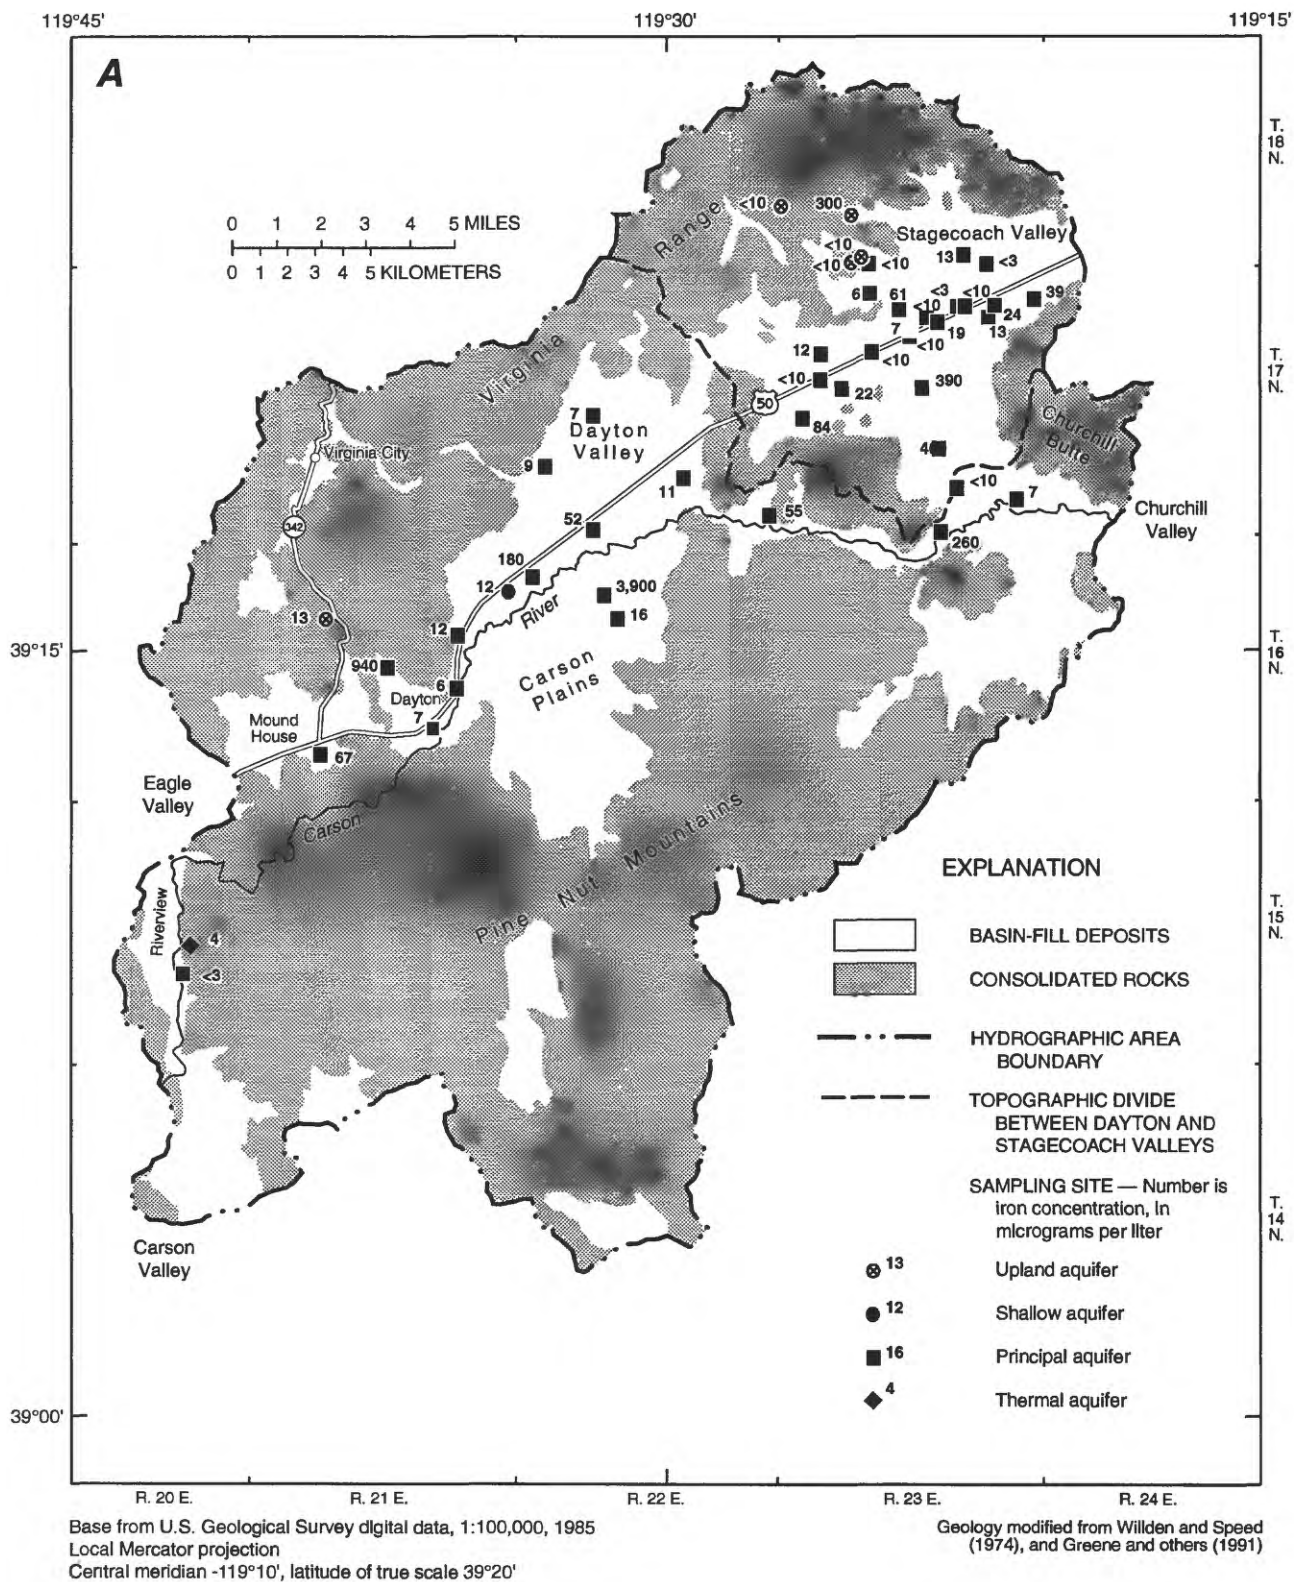 119°45'
119°30'
119°15'
A
T.
18
N.
0 1 2 3 4 5 MILES
0 1 2 3 4 5 KILOMETERS
<10
300
Range
Stagecoach Valley
<10
<10
<10
13
<3
6
61
<3
<10
39
<10
24
7
19
13
<10
12
<10
T.
17
N.
<10
22
390
50
84
Virginia
7
Dayton
Valley
Churchill
Butte
Virginia City
9
4
11
<10
7
342
52
55
Churchill
Valley
260
180
12
3,900
River
16
13
12
39°15'
T.
16
N.
940
Carson
Plains
6
Dayton
7
Mound
House
67
Eagle
Valley
Carson
Pine Nut Mountains
EXPLANATION
Riverview
4
<3
BASIN-FILL DEPOSITS
T.
15
N.
CONSOLIDATED ROCKS
HYDROGRAPHIC AREA
BOUNDARY
TOPOGRAPHIC DIVIDE
BETWEEN DAYTON AND
STAGECOACH VALLEYS
SAMPLING SITE — Number is
iron concentration, in
micrograms per liter
T.
14
N.
Carson
Valley
13 Upland aquifer
12 Shallow aquifer
16 Principal aquifer
4 Thermal aquifer
39°00'
R. 20 E.
R. 21 E.
R. 22 E.
R. 23 E.
R. 24 E.
Base from U.S. Geological Survey digital data, 1:100,000, 1985
Local Mercator projection
Central meridian -119°10', latitude of true scale 39°20'
Geology modified from Willden and Speed
(1974), and Greene and others (1991)